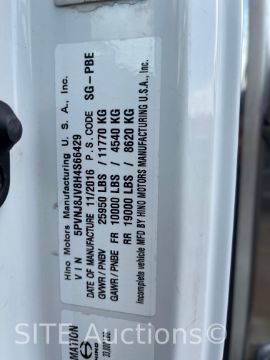 Hino Motors Manufacturing U.S.A., Inc.
VIN 5PVNJ8JV8H4S66429
DATE OF MANUFACTURE 11/2016 P.S.CODE SG-PBE
GVWR / PNBV 25950 LBS / 11770 KG
GAWR / PNBE FR 10000 LBS / 4540 KG
RR 19000 LBS / 8620 KG
Incomplete vehicle MFD BY HINO MOTORS MANUFACTURING U.S.A., INC.
HINO
SITE Auctions